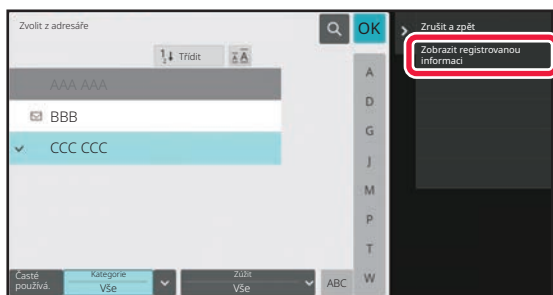 Zvolit z adresáře
OK
Zrušit a zpět
Zobrazit registrovanou
informaci
Třídit
AAA AAA
BBB
CCC CCC
A
D
G
J
M
P
T
W
Časté
používá.
Kategorie
Vše
Zúžit
Vše
ABC